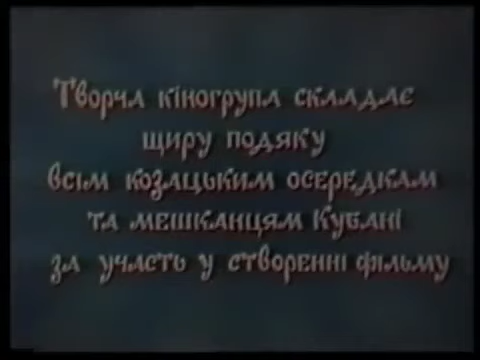 Творча кіногрупа складає
щиру подяку
всім козацьким осередкам
та мешканцям Кубані
за участь у створенні фільму